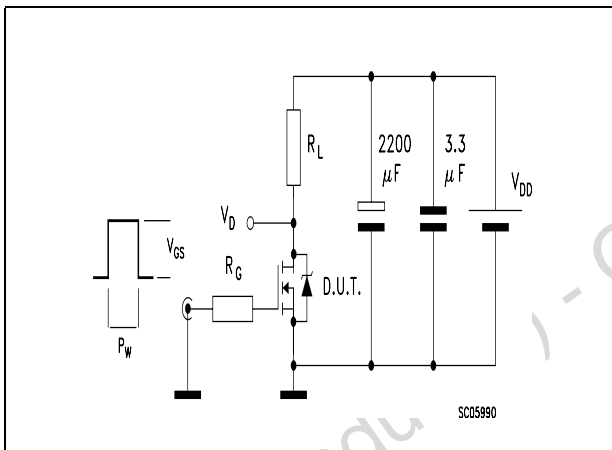 2200
μF
3.3
μF
R_L
V_DD
V_D
V_GS
R_G
D.U.T.
P_W
SC05990